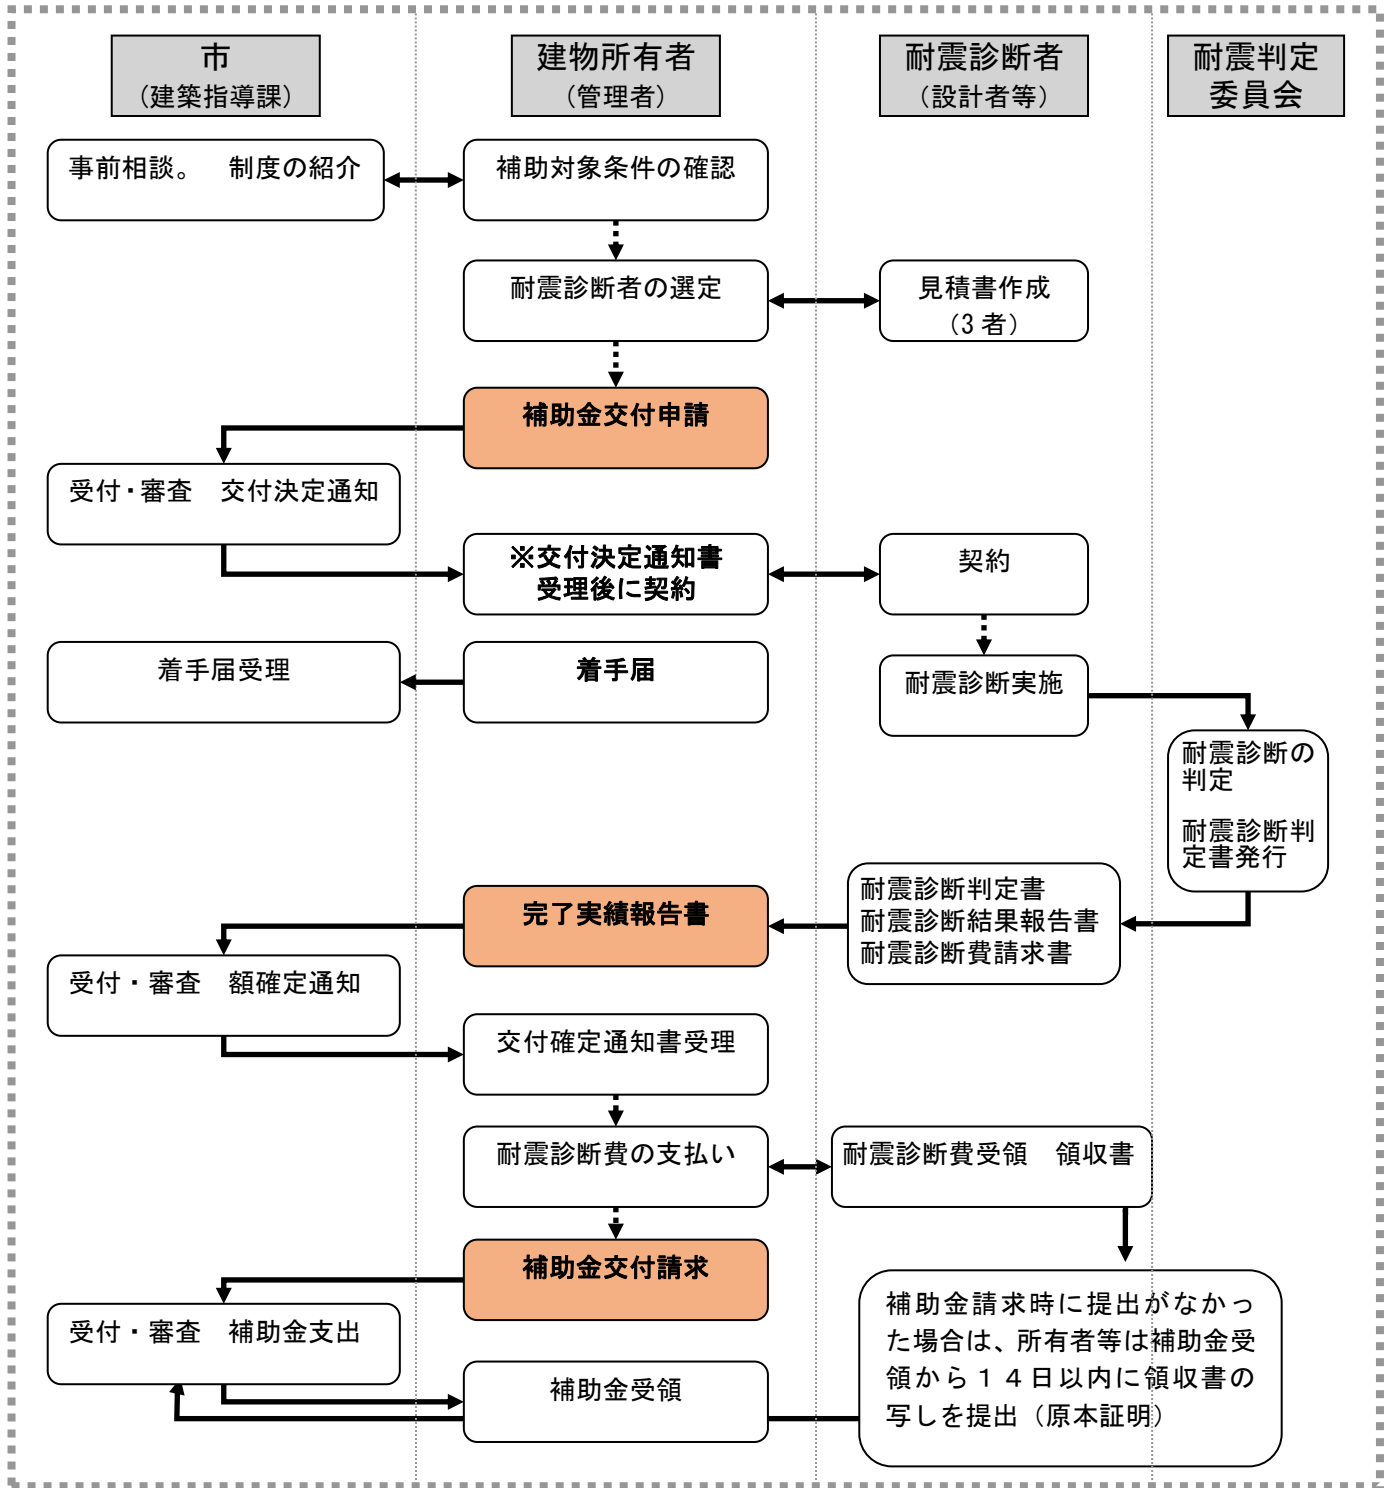 市
（建築指導課）
建物所有者
（管理者）
耐震診断者
（設計者等）
耐震判定
委員会
事前相談。　制度の紹介
補助対象条件の確認
耐震診断者の選定
見積書作成
（3者）
補助金交付申請
受付・審査　交付決定通知
※交付決定通知書
受理後に契約
契約
着手届受理
着手届
耐震診断実施
耐震診断の
判定
耐震診断判
定書発行
耐震診断判定書
耐震診断結果報告書
耐震診断費請求書
完了実績報告書
受付・審査　額確定通知
交付確定通知書受理
耐震診断費の支払い
耐震診断費受領　領収書
補助金交付請求
受付・審査　補助金支出
補助金請求時に提出がなかっ
た場合は、所有者等は補助金受
領から１４日以内に領収書の
写しを提出（原本証明）
補助金受領